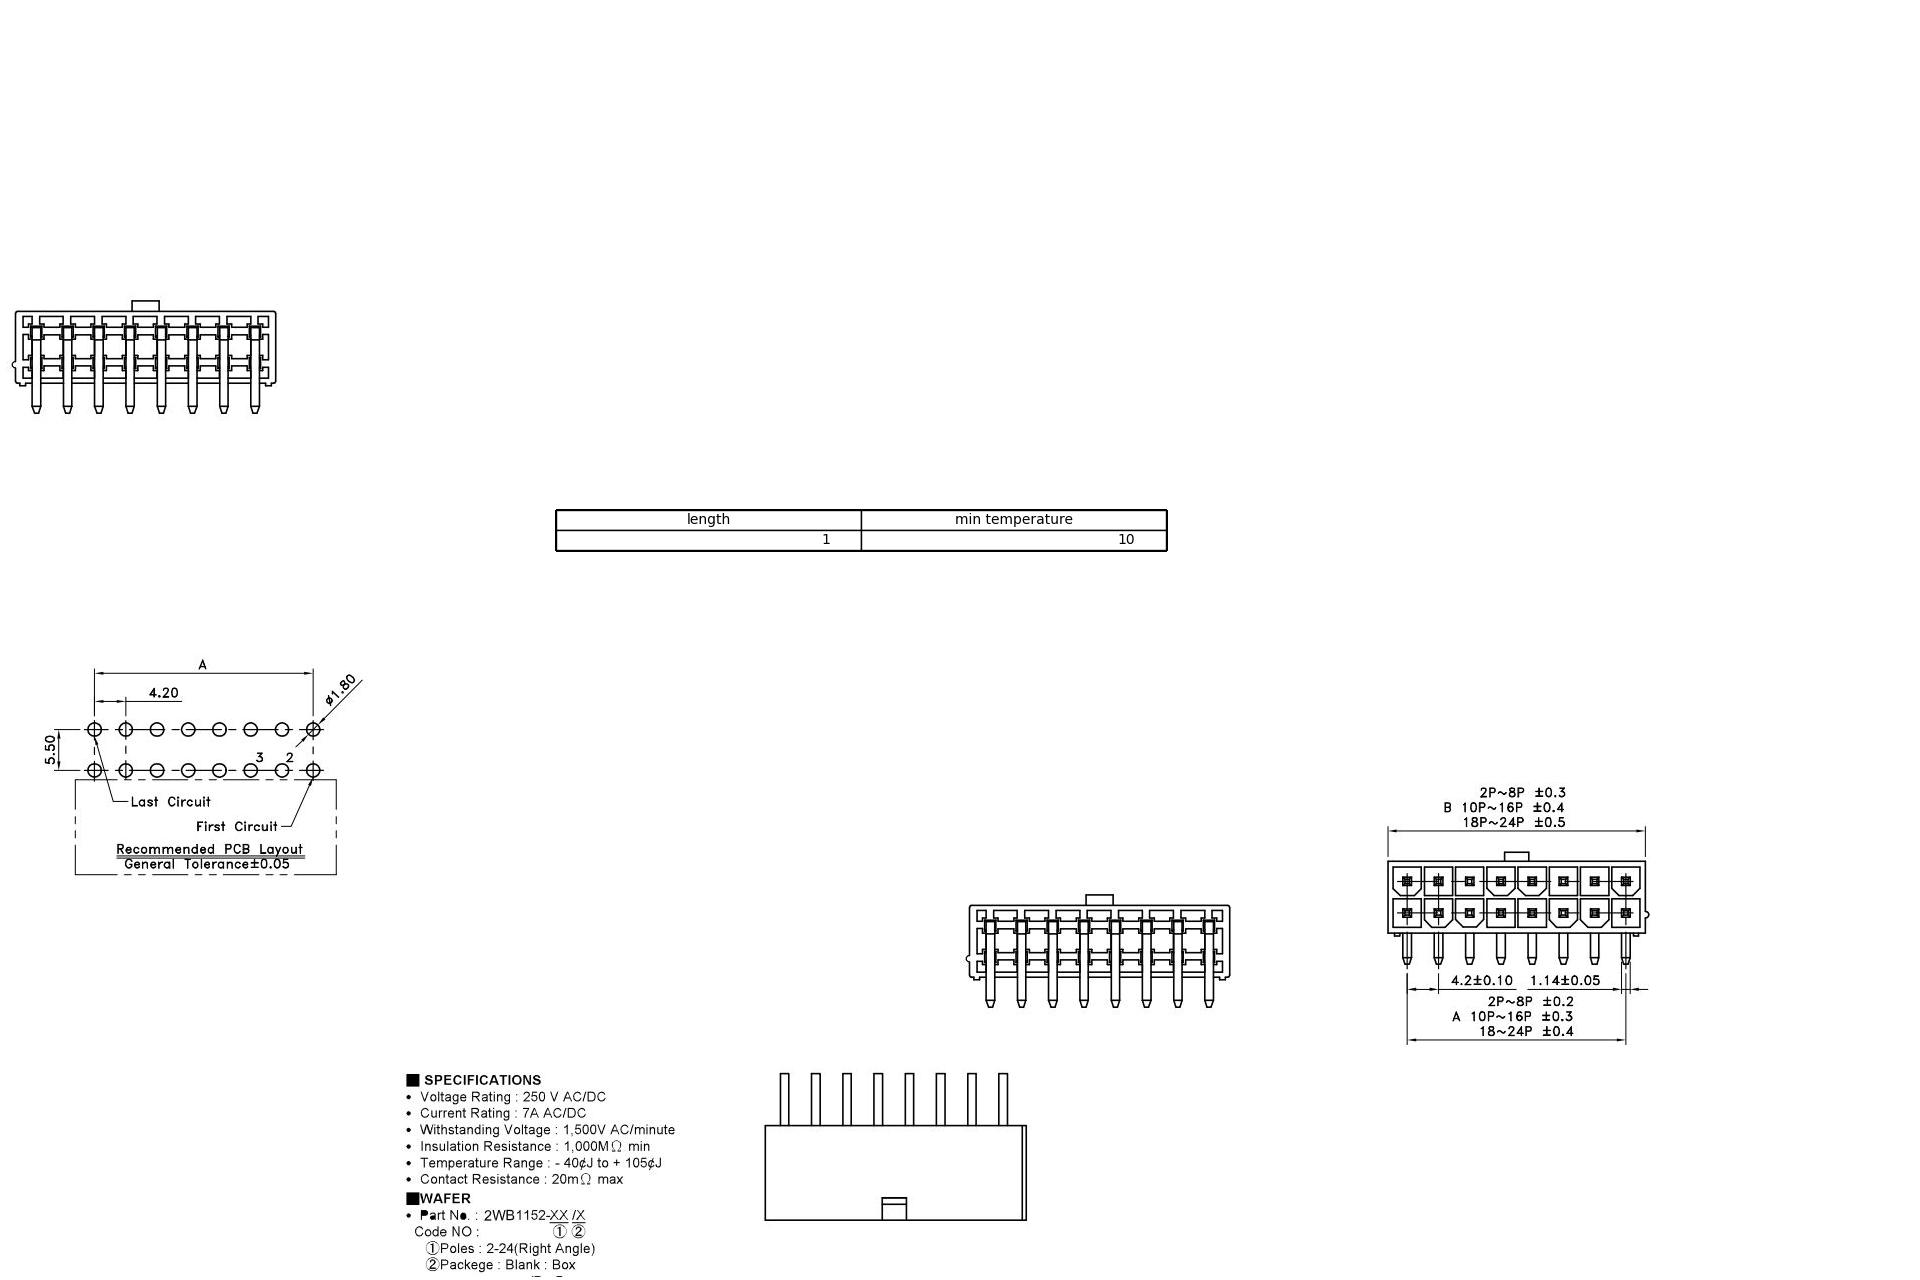 length min temperature
1 10
A
4.20
ø1.80
5.50
3 2
Last Circuit
First Circuit
Recommended PCB Layout
General Tolerance±0.05
2P~8P ±0.3
B 10P~16P ±0.4
18P~24P ±0.5
4.2±0.10 1.14±0.05
2P~8P ±0.2
A 10P~16P ±0.3
18~24P ±0.4
■ SPECIFICATIONS
• Voltage Rating : 250 V AC/DC
• Current Rating : 7A AC/DC
• Withstanding Voltage : 1,500V AC/minute
• Insulation Resistance : 1,000MΩ min
• Temperature Range : - 40¢J to + 105¢J
• Contact Resistance : 20mΩ max
■WAFER
• Part No. : 2WB1152-XX /X
Code NO : ① ②
①Poles : 2-24(Right Angle)
②Packege : Blank : Box